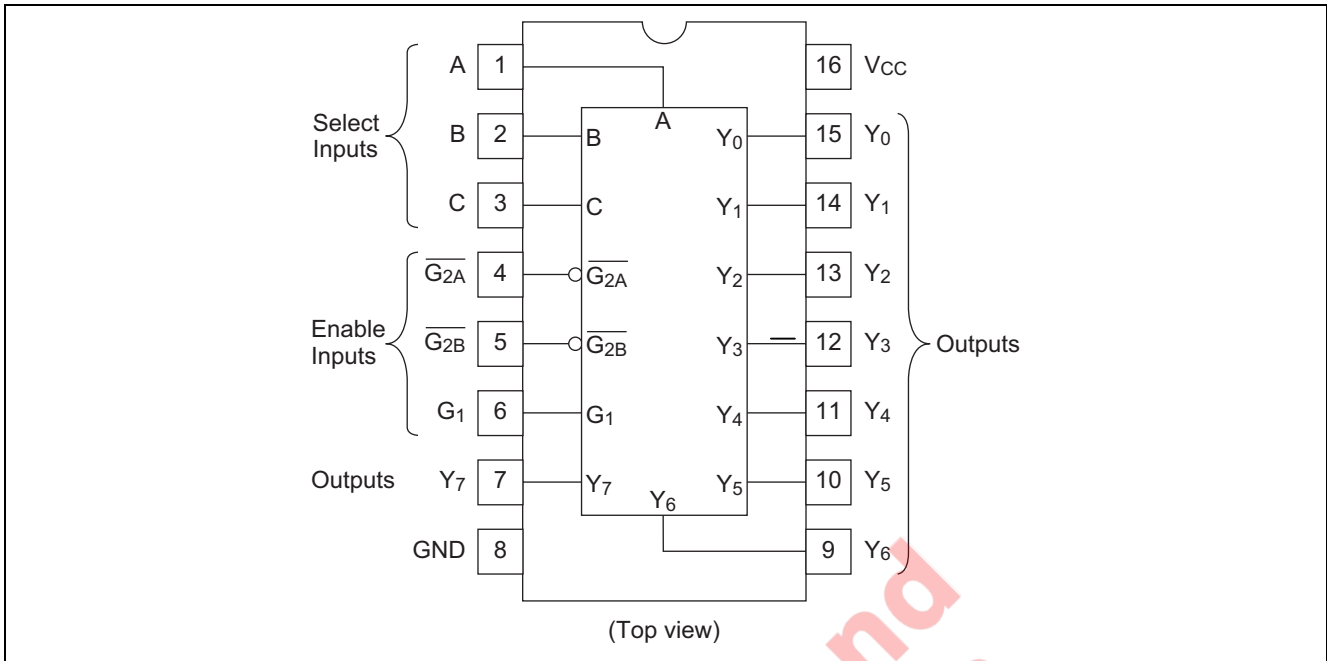 A 1 16 VCC
A
Select
Inputs
B 2 B Y0 15 Y0
C 3 C Y1 14 Y1
G2A 4 G2A Y2 13 Y2
Enable
Inputs
G2B 5 G2B Y3 12 Y3 Outputs
G1 6 G1 Y4 11 Y4
Outputs Y7 7 Y7 Y5 10 Y5
Y6
GND 8 9 Y6
(Top view)
nd